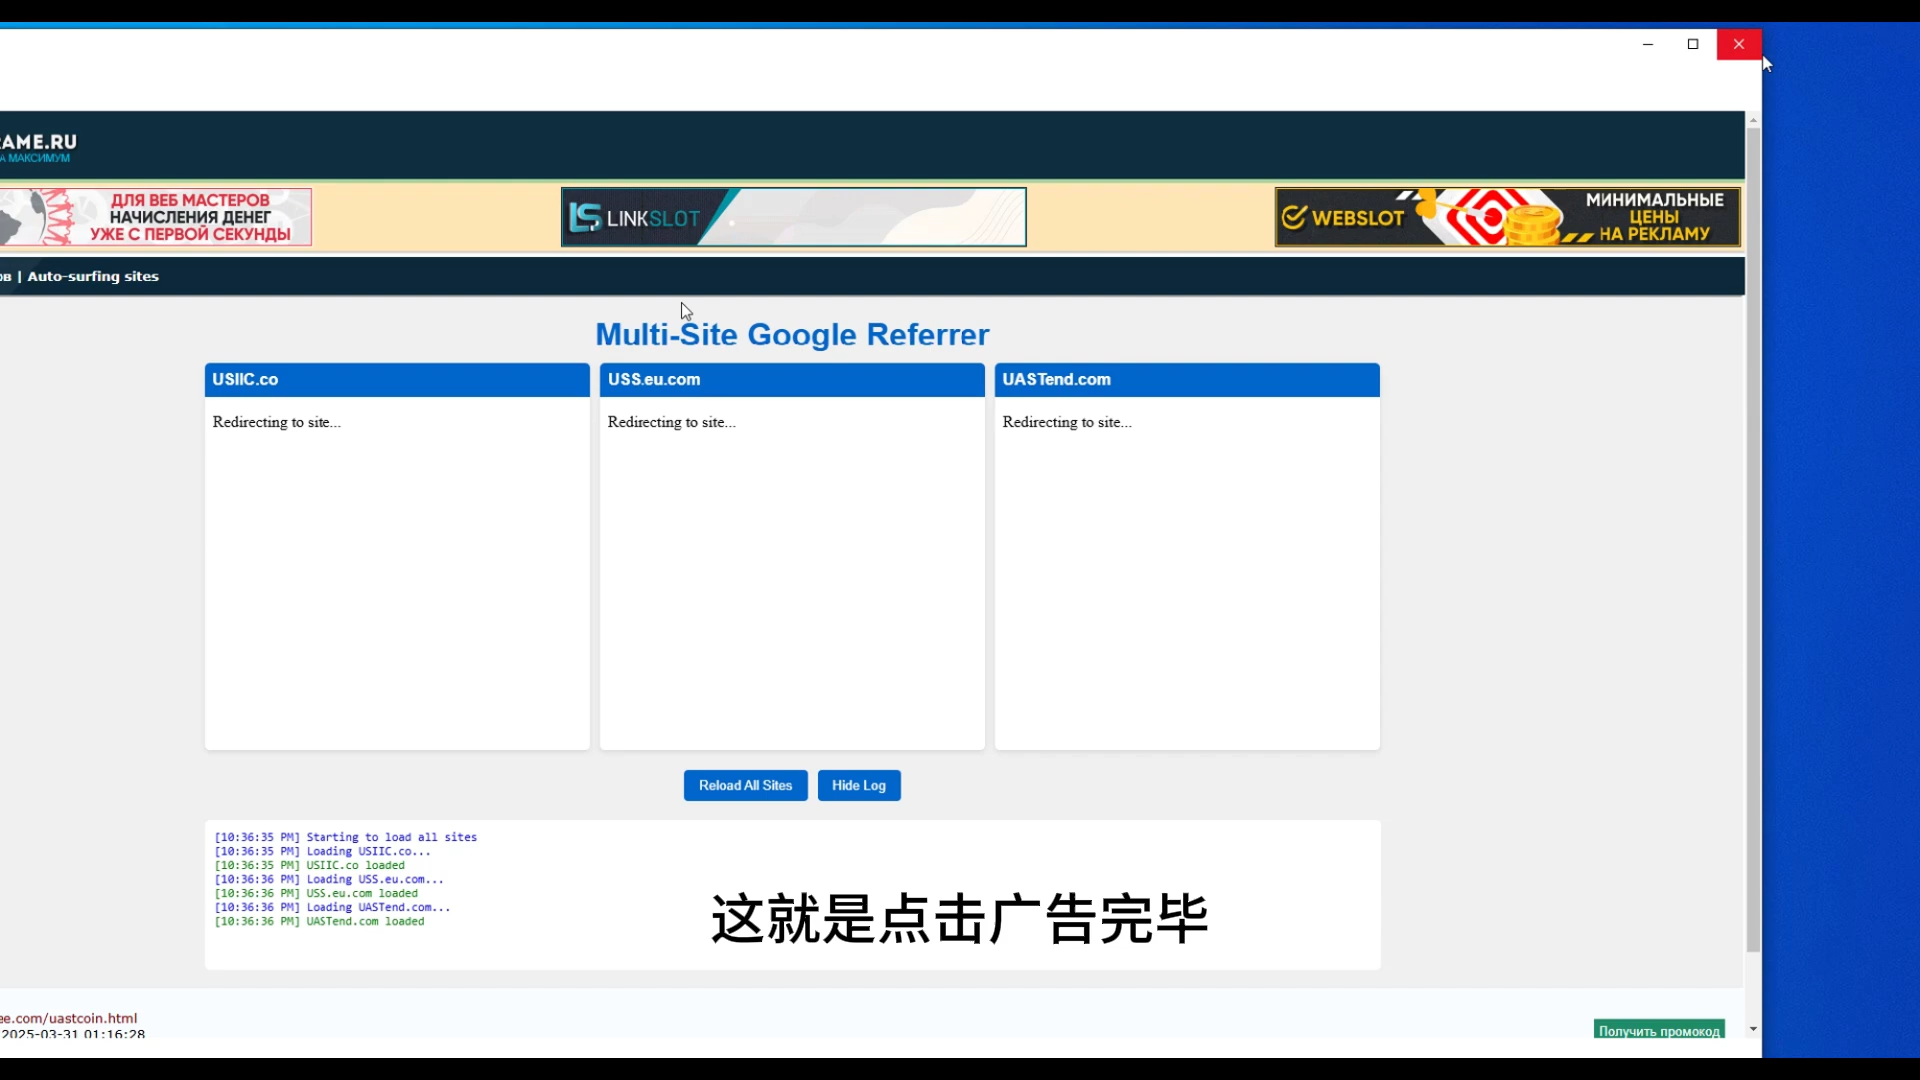 AME.RU
А МАКСИМУМ
ДЛЯ ВЕБ МАСТЕРОВ
НАЧИСЛЕНИЯ ДЕНЕГ
УЖЕ С ПЕРВОЙ СЕКУНДЫ
LS LINKSLOT
WEBSLOT
МИНИМАЛЬНЫЕ
ЦЕНЫ
НА РЕКЛАМУ
ов | Auto-surfing sites
Multi-Site Google Referrer
USIIC.co
USS.eu.com
UASTend.com
Redirecting to site...
Redirecting to site...
Redirecting to site...
Reload All Sites
Hide Log
[10:36:35 PM] Starting to load all sites
[10:36:35 PM] Loading USIIC.co...
[10:36:35 PM] USIIC.co loaded
[10:36:36 PM] Loading USS.eu.com...
[10:36:36 PM] USS.eu.com loaded
[10:36:36 PM] Loading UASTend.com...
[10:36:36 PM] UASTend.com loaded
这就是点击广告完毕
ee.com/uastcoin.html
2025-03-31 01:16:28
Получить промокод